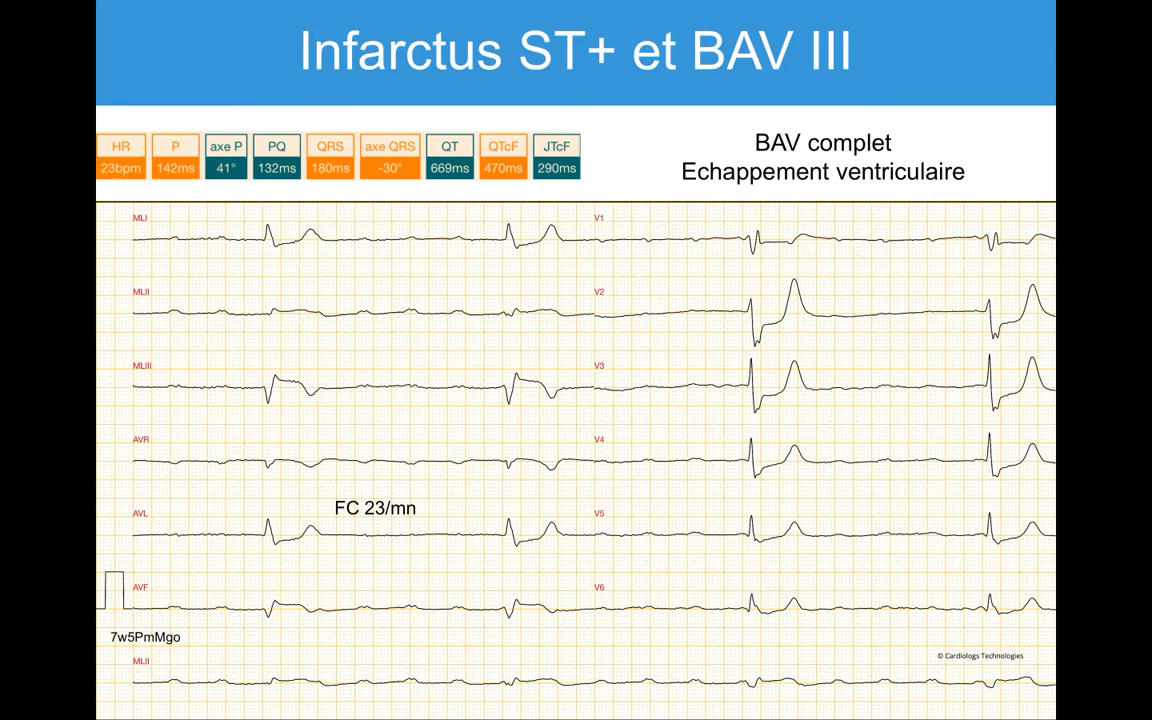 Infarctus ST+ et BAV III
HR P axe P PQ QRS axe QRS QT QTcF JTcF
23bpm 142ms 41° 132ms 180ms -30° 669ms 470ms 290ms
BAV complet
Echappement ventriculaire
MLI V1
MLII V2
MLIII V3
AVR V4
FC 23/mn
AVL V5
AVF V6
7w5PmMgo
© Cardiologs Technologies
MLII